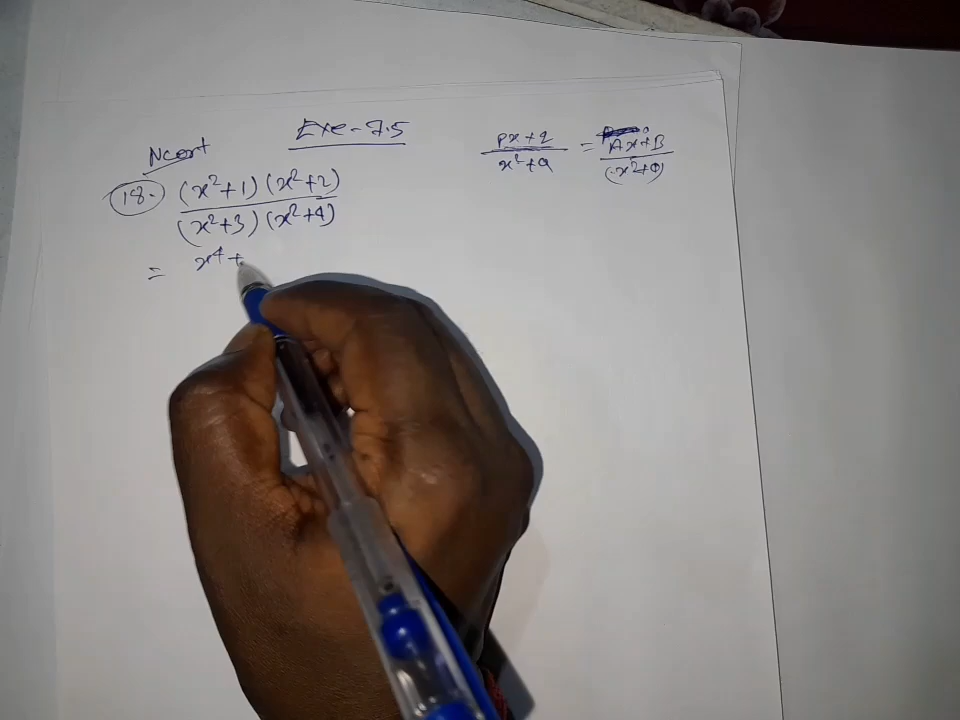 Exe-7.5
Ncert
18. (x²+1)(x²+2) / (x²+3)(x²+4)
= x⁴ +
px+q / x²+a = Ax+B / (x²+a)